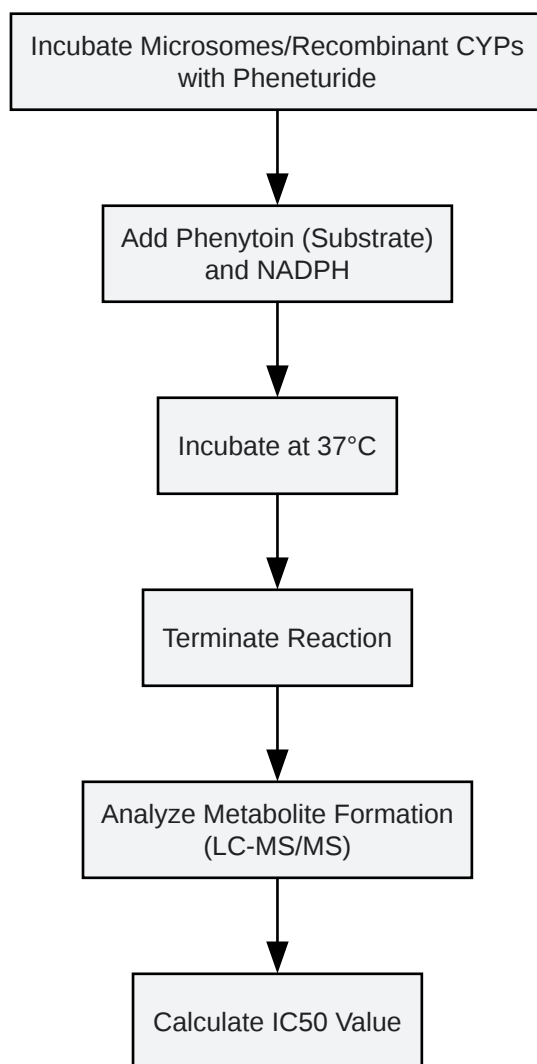 Incubate Microsomes/Recombinant CYPs
with Pheneturide
Add Phenytoin (Substrate)
and NADPH
Incubate at 37°C
Terminate Reaction
Analyze Metabolite Formation
(LC-MS/MS)
Calculate IC50 Value